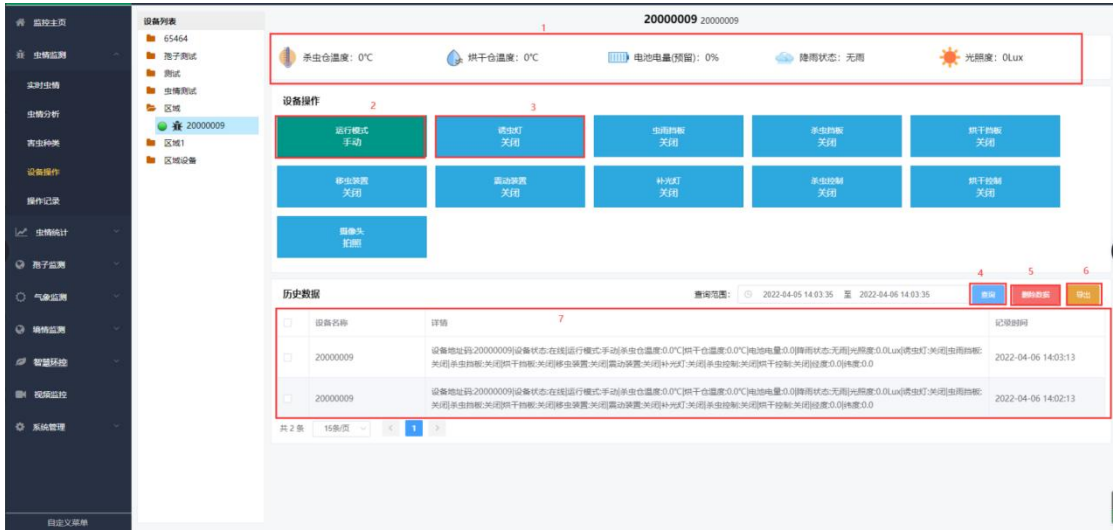 监控主页
虫情监测
实时虫情
虫情分析
害虫种类
设备操作
操作记录
虫情统计
孢子监测
气象监测
墒情监测
智慧环控
视频监控
系统管理
自定义菜单
设备列表
65464
孢子测试
测试
虫情测试
区域
20000009
区域1
区域设备
20000009 20000009
1
杀虫仓温度: 0°C
烘干仓温度: 0°C
电池电量(预留): 0%
降雨状态: 无雨
光照度: 0Lux
设备操作
2
3
运行模式
手动
诱虫灯
关闭
虫雨挡板
关闭
杀虫挡板
关闭
烘干挡板
关闭
移虫装置
关闭
震动装置
关闭
补光灯
关闭
杀虫控制
关闭
烘干控制
关闭
摄像头
拍照
4
5
6
历史数据
查询范围: 2022-04-05 14:03:35 至 2022-04-06 14:03:35
查询
删除数据
导出
设备名称 详情 7 记录时间
20000009
设备地址码:20000009|设备状态:在线|运行模式:手动|杀虫仓温度:0.0°C|烘干仓温度:0.0°C|电池电量:0.0|降雨状态:无雨|光照度:0.0Lux|诱虫灯:关闭|虫雨挡板:
关闭|杀虫挡板:关闭|烘干挡板:关闭|移虫装置:关闭|震动装置:关闭|补光灯:关闭|杀虫控制:关闭|烘干控制:关闭|经度:0.0|纬度:0.0
2022-04-06 14:03:13
20000009
设备地址码:20000009|设备状态:在线|运行模式:手动|杀虫仓温度:0.0°C|烘干仓温度:0.0°C|电池电量:0.0|降雨状态:无雨|光照度:0.0Lux|诱虫灯:关闭|虫雨挡板:
关闭|杀虫挡板:关闭|烘干挡板:关闭|移虫装置:关闭|震动装置:关闭|补光灯:关闭|杀虫控制:关闭|烘干控制:关闭|经度:0.0|纬度:0.0
2022-04-06 14:02:13
共 2 条 15条/页 1